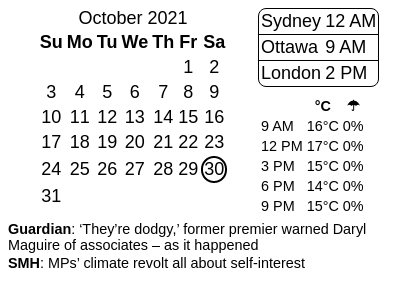 October 2021
Su Mo Tu We Th Fr Sa
1 2
3 4 5 6 7 8 9
10 11 12 13 14 15 16
17 18 19 20 21 22 23
24 25 26 27 28 29 30
31
Sydney 12 AM
Ottawa 9 AM
London 2 PM
°C ☂
9 AM 16°C 0%
12 PM 17°C 0%
3 PM 15°C 0%
6 PM 14°C 0%
9 PM 15°C 0%
Guardian: ‘They’re dodgy,’ former premier warned Daryl
Maguire of associates – as it happened
SMH: MPs’ climate revolt all about self-interest